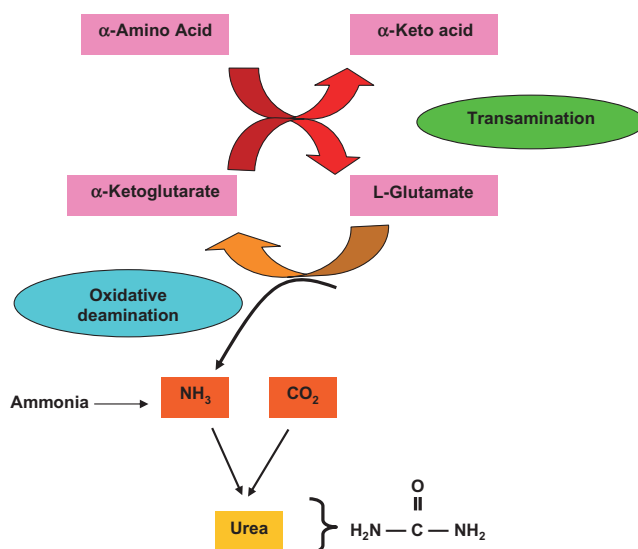 α-Amino Acid
α-Keto acid
Transamination
α-Ketoglutarate
L-Glutamate
Oxidative
deamination
Ammonia
NH₃
CO₂
Urea
O
H₂N — C — NH₂